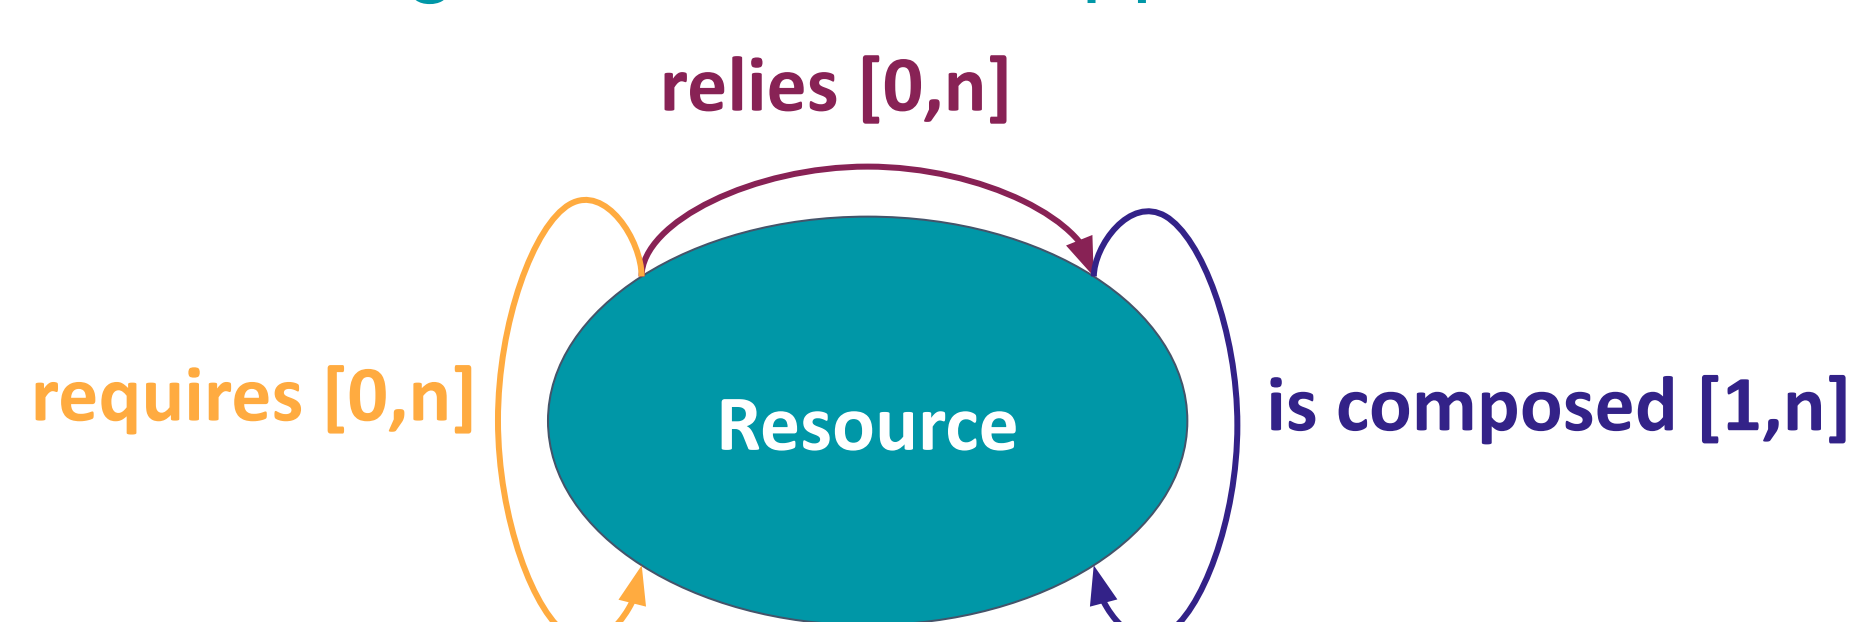 relies [0,n]
requires [0,n]
is composed [1,n]
Resource